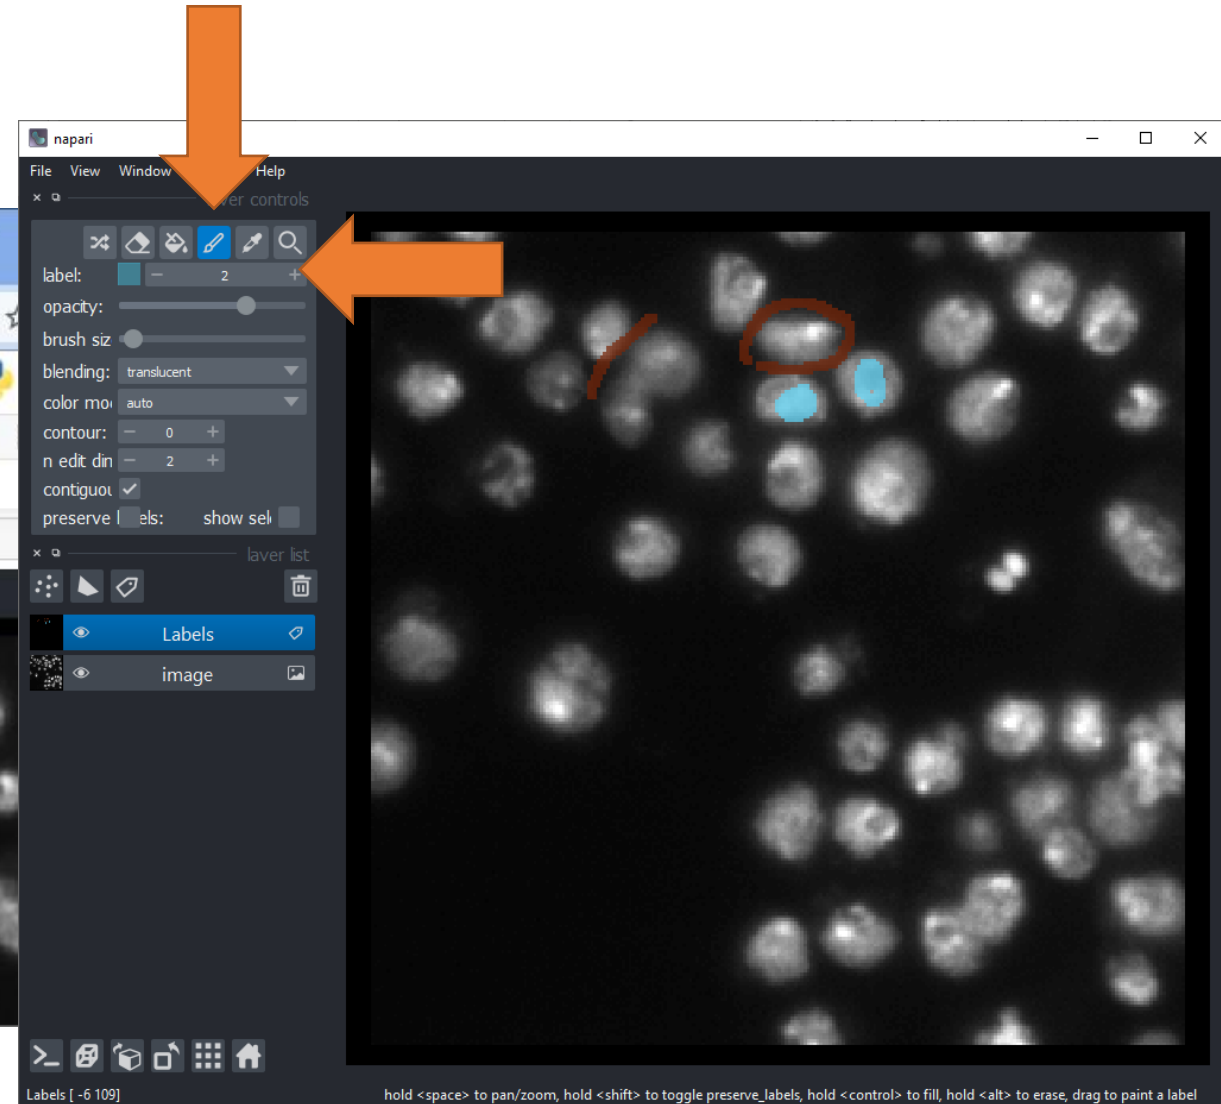 napari
File View Window Help
ver controls
label: 2
opacity:
brush siz
blending: translucent
color mo auto
contour: 0
n edit din 2
contiguou
preserve l els: show sel
layer list
Labels
image
Labels [ -6 109]
hold <space> to pan/zoom, hold <shift> to toggle preserve_labels, hold <control> to fill, hold <alt> to erase, drag to paint a label